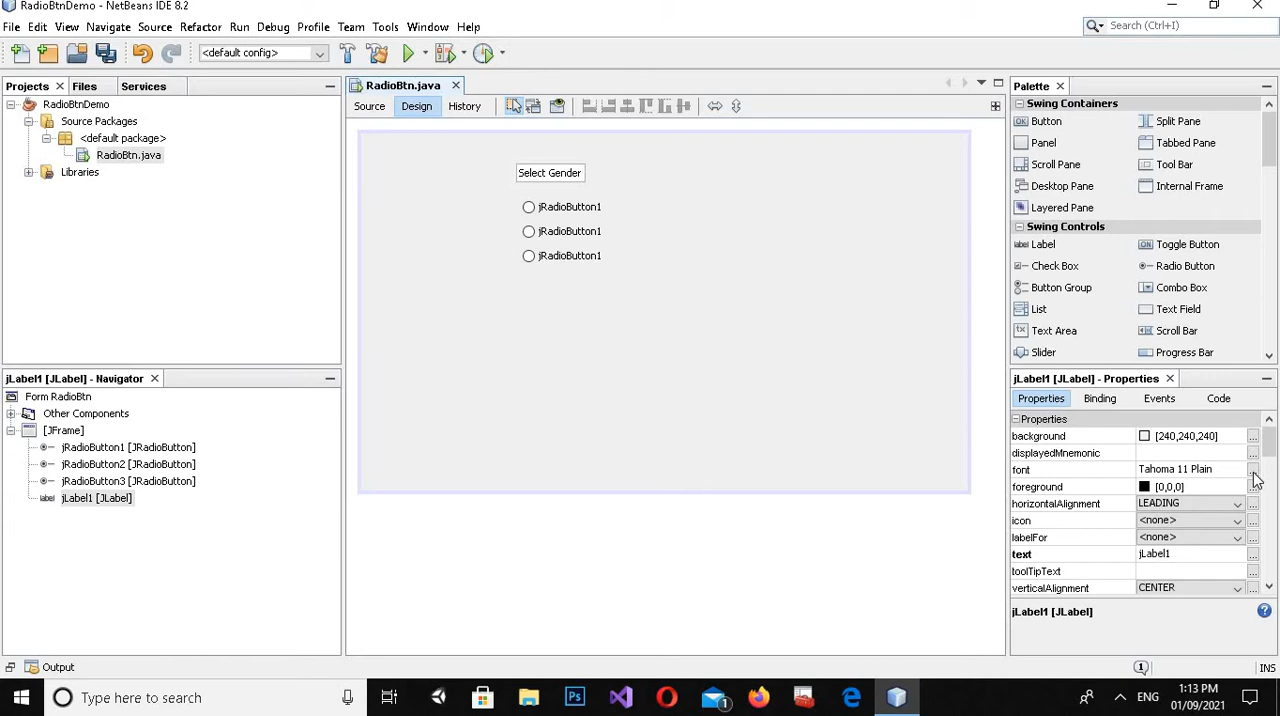 RadioBtnDemo - NetBeans IDE 8.2
File Edit View Navigate Source Refactor Run Debug Profile Team Tools Window Help
Search (Ctrl+I)
<default config>
Projects Files Services
RadioBtnDemo
Source Packages
<default package>
RadioBtn.java
Libraries
RadioBtn.java
Source Design History
Select Gender
jRadioButton1
jRadioButton1
jRadioButton1
Palette
Swing Containers
OK Button Split Pane
Panel Tabbed Pane
Scroll Pane Tool Bar
Desktop Pane Internal Frame
Layered Pane
Swing Controls
label Label ON Toggle Button
Check Box Radio Button
Button Group Combo Box
List Text Field
Text Area Scroll Bar
Slider Progress Bar
jLabel1 [JLabel] - Navigator
Form RadioBtn
Other Components
[JFrame]
jRadioButton1 [JRadioButton]
jRadioButton2 [JRadioButton]
jRadioButton3 [JRadioButton]
label jLabel1 [JLabel]
jLabel1 [JLabel] - Properties
Properties Binding Events Code
Properties
background [240,240,240] ...
displayedMnemonic ...
font Tahoma 11 Plain ...
foreground [0,0,0] ...
horizontalAlignment LEADING ...
icon <none> ...
labelFor <none> ...
text jLabel1 ...
toolTipText ...
verticalAlignment CENTER ...
jLabel1 [JLabel]
Output
1 INS
Type here to search
Ps
1
ENG
1:13 PM
01/09/2021